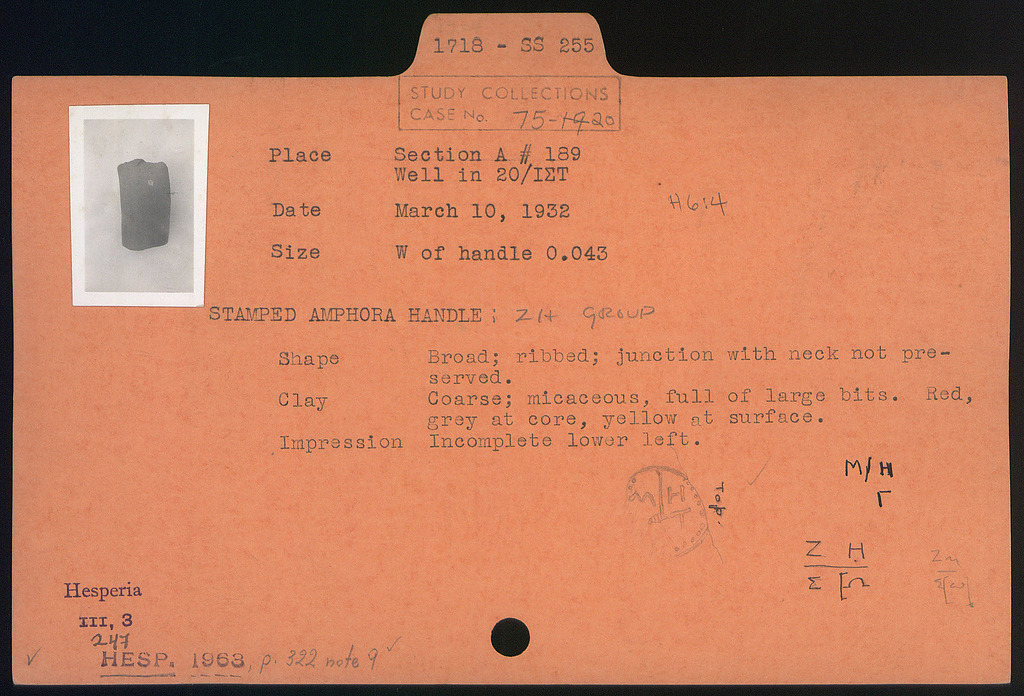 1718 - SS 255
STUDY COLLECTIONS
CASE No. 75-1920
Place Section A # 189
Well in 20/ΙΣΤ
Date March 10, 1932
H6:4
Size W of handle 0.043
STAMPED AMPHORA HANDLE; GROUP
Shape Broad; ribbed; junction with neck not pre-
served.
Clay Coarse; micaceous, full of large bits. Red,
grey at core, yellow at surface.
Impression Incomplete lower left.
M/H
Γ
Top.
Z H
Σ
Hesperia
III, 3
247
HESP. 1963, p. 322 note 9